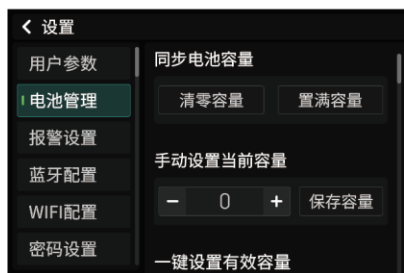 设置
用户参数
电池管理
报警设置
蓝牙配置
WIFI配置
密码设置
同步电池容量
清零容量 置满容量
手动设置当前容量
− 0 + 保存容量
一键设置有效容量